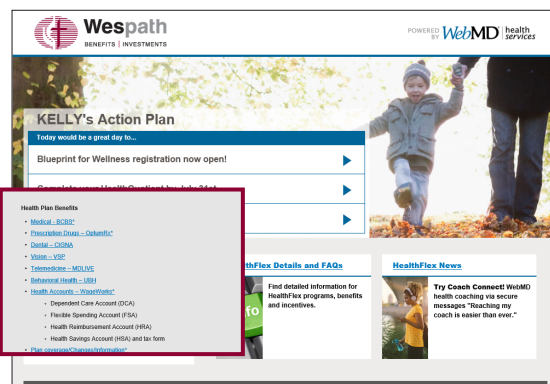 Wespath
BENEFITS | INVESTMENTS
POWERED BY WebMD health services
KELLY's Action Plan
Today would be a great day to...
Blueprint for Wellness registration now open!
Complete your HealthQuotient by July 31st
Health Plan Benefits
• Medical - BCBS*
• Prescription Drugs – OptumRx*
• Dental – CIGNA
• Vision – VSP
• Telemedicine – MDLIVE
• Behavioral Health – UBH
• Health Accounts – WageWorks*
• Dependent Care Account (DCA)
• Flexible Spending Account (FSA)
• Health Reimbursement Account (HRA)
• Health Savings Account (HSA) and tax form
• Plan coverage/Changes/Information*
thFlex Details and FAQs
fo
Find detailed information for
HealthFlex programs, benefits
and incentives.
HealthFlex News
Try Coach Connect! WebMD
health coaching via secure
messages "Reaching my
coach is easier than ever."